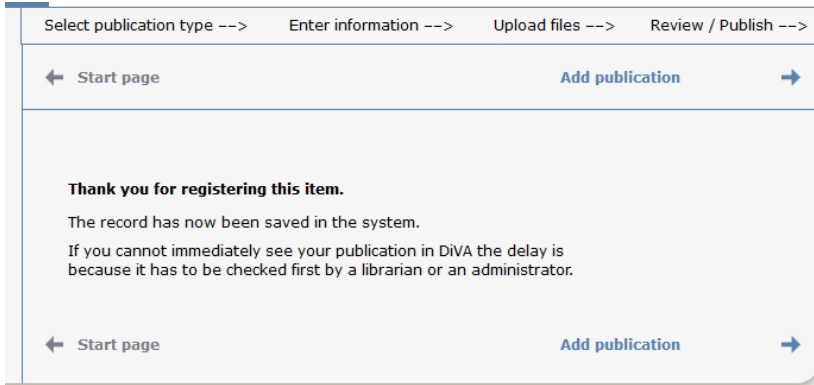 Select publication type --> Enter information --> Upload files --> Review / Publish -->
Start page Add publication
Thank you for registering this item.
The record has now been saved in the system.
If you cannot immediately see your publication in DiVA the delay is
because it has to be checked first by a librarian or an administrator.
Start page Add publication